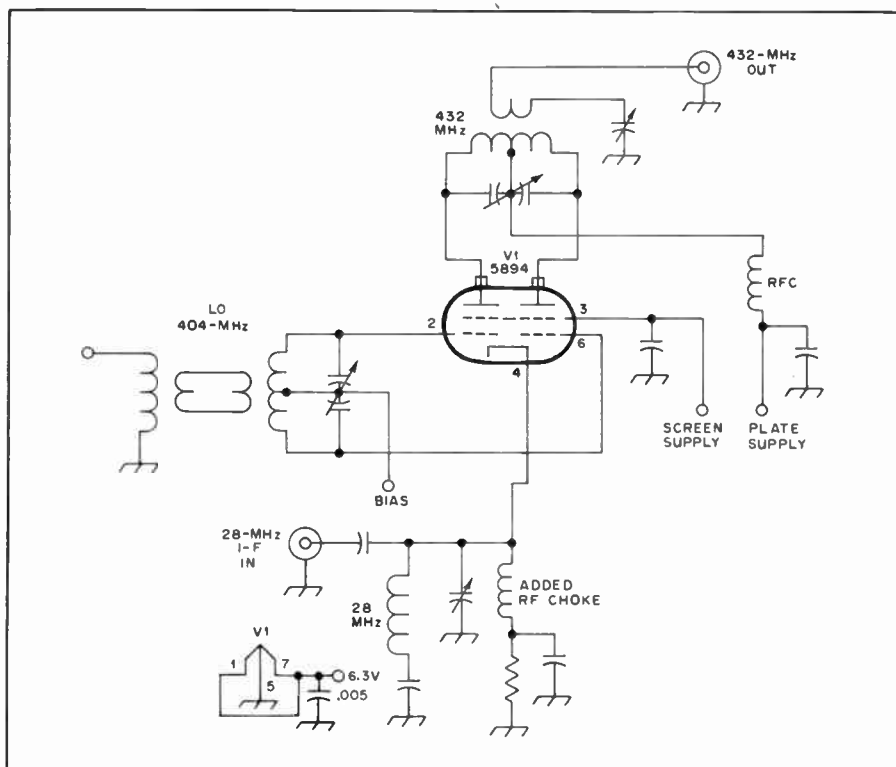 432-MHz
OUT
432
MHz
V1
5894
RFC
LO
404-MHz
2
3
6
4
SCREEN
SUPPLY
PLATE
SUPPLY
BIAS
28-MHz
I-F
IN
28
MHz
ADDED
RF CHOKE
V1
1
7
5
6.3V
.005